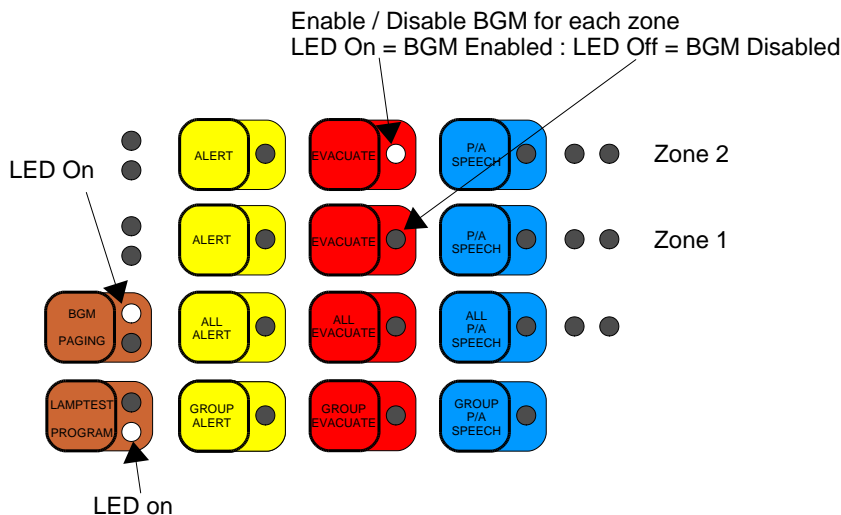 Enable / Disable BGM for each zone
LED On = BGM Enabled : LED Off = BGM Disabled
ALERT
EVACUATE
P/A
SPEECH
Zone 2
LED On
ALERT
EVACUATE
P/A
SPEECH
Zone 1
BGM
PAGING
ALL
ALERT
ALL
EVACUATE
ALL
P/A
SPEECH
LAMPTEST
PROGRAM
GROUP
ALERT
GROUP
EVACUATE
GROUP
P/A
SPEECH
LED on